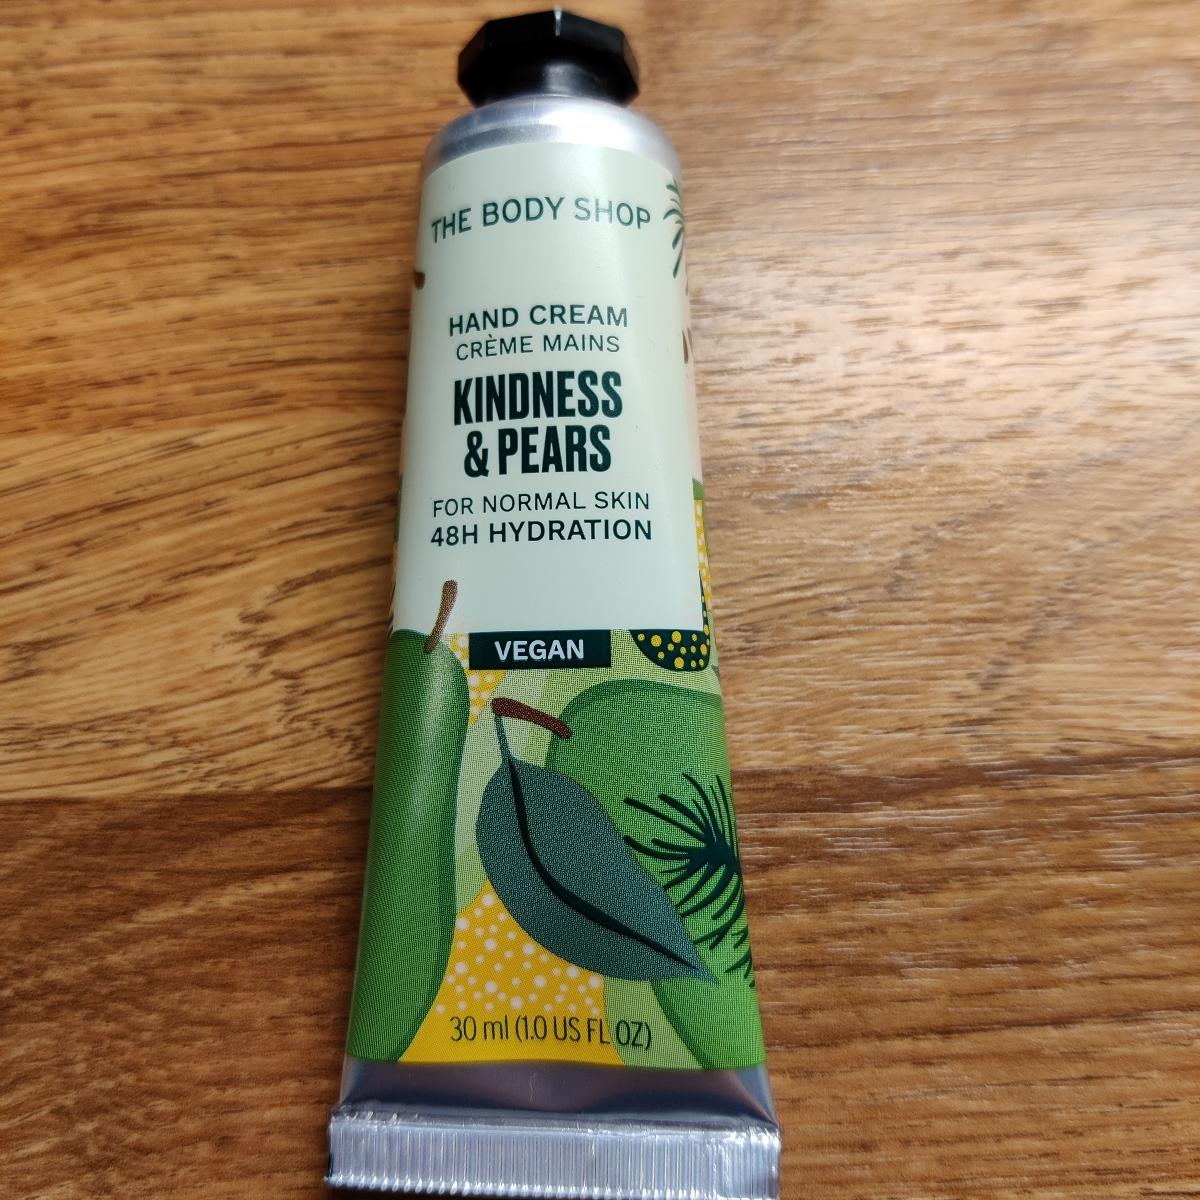 THE BODY SHOP
HAND CREAM
CRÈME MAINS
KINDNESS
& PEARS
FOR NORMAL SKIN
48H HYDRATION
VEGAN
30 ml (1.0 US FL OZ)